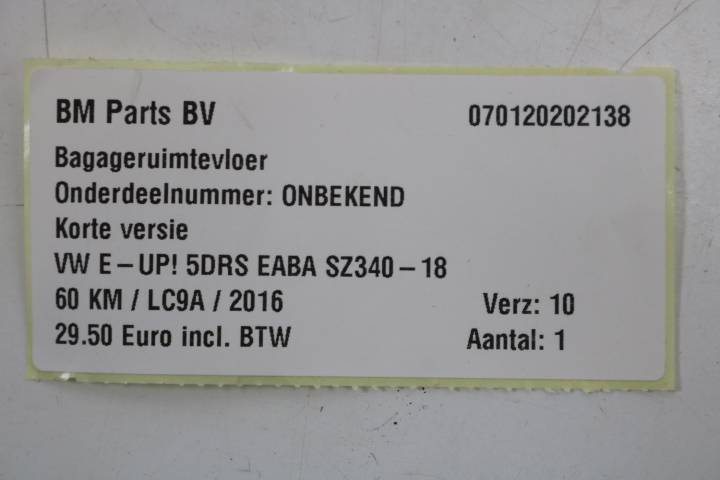 BM Parts BV 070120202138
Bagageruimtevloer
Onderdeelnummer: ONBEKEND
Korte versie
VW E-UP! 5DRS EABA SZ340-18
60 KM / LC9A / 2016 Verz: 10
29.50 Euro incl. BTW Aantal: 1